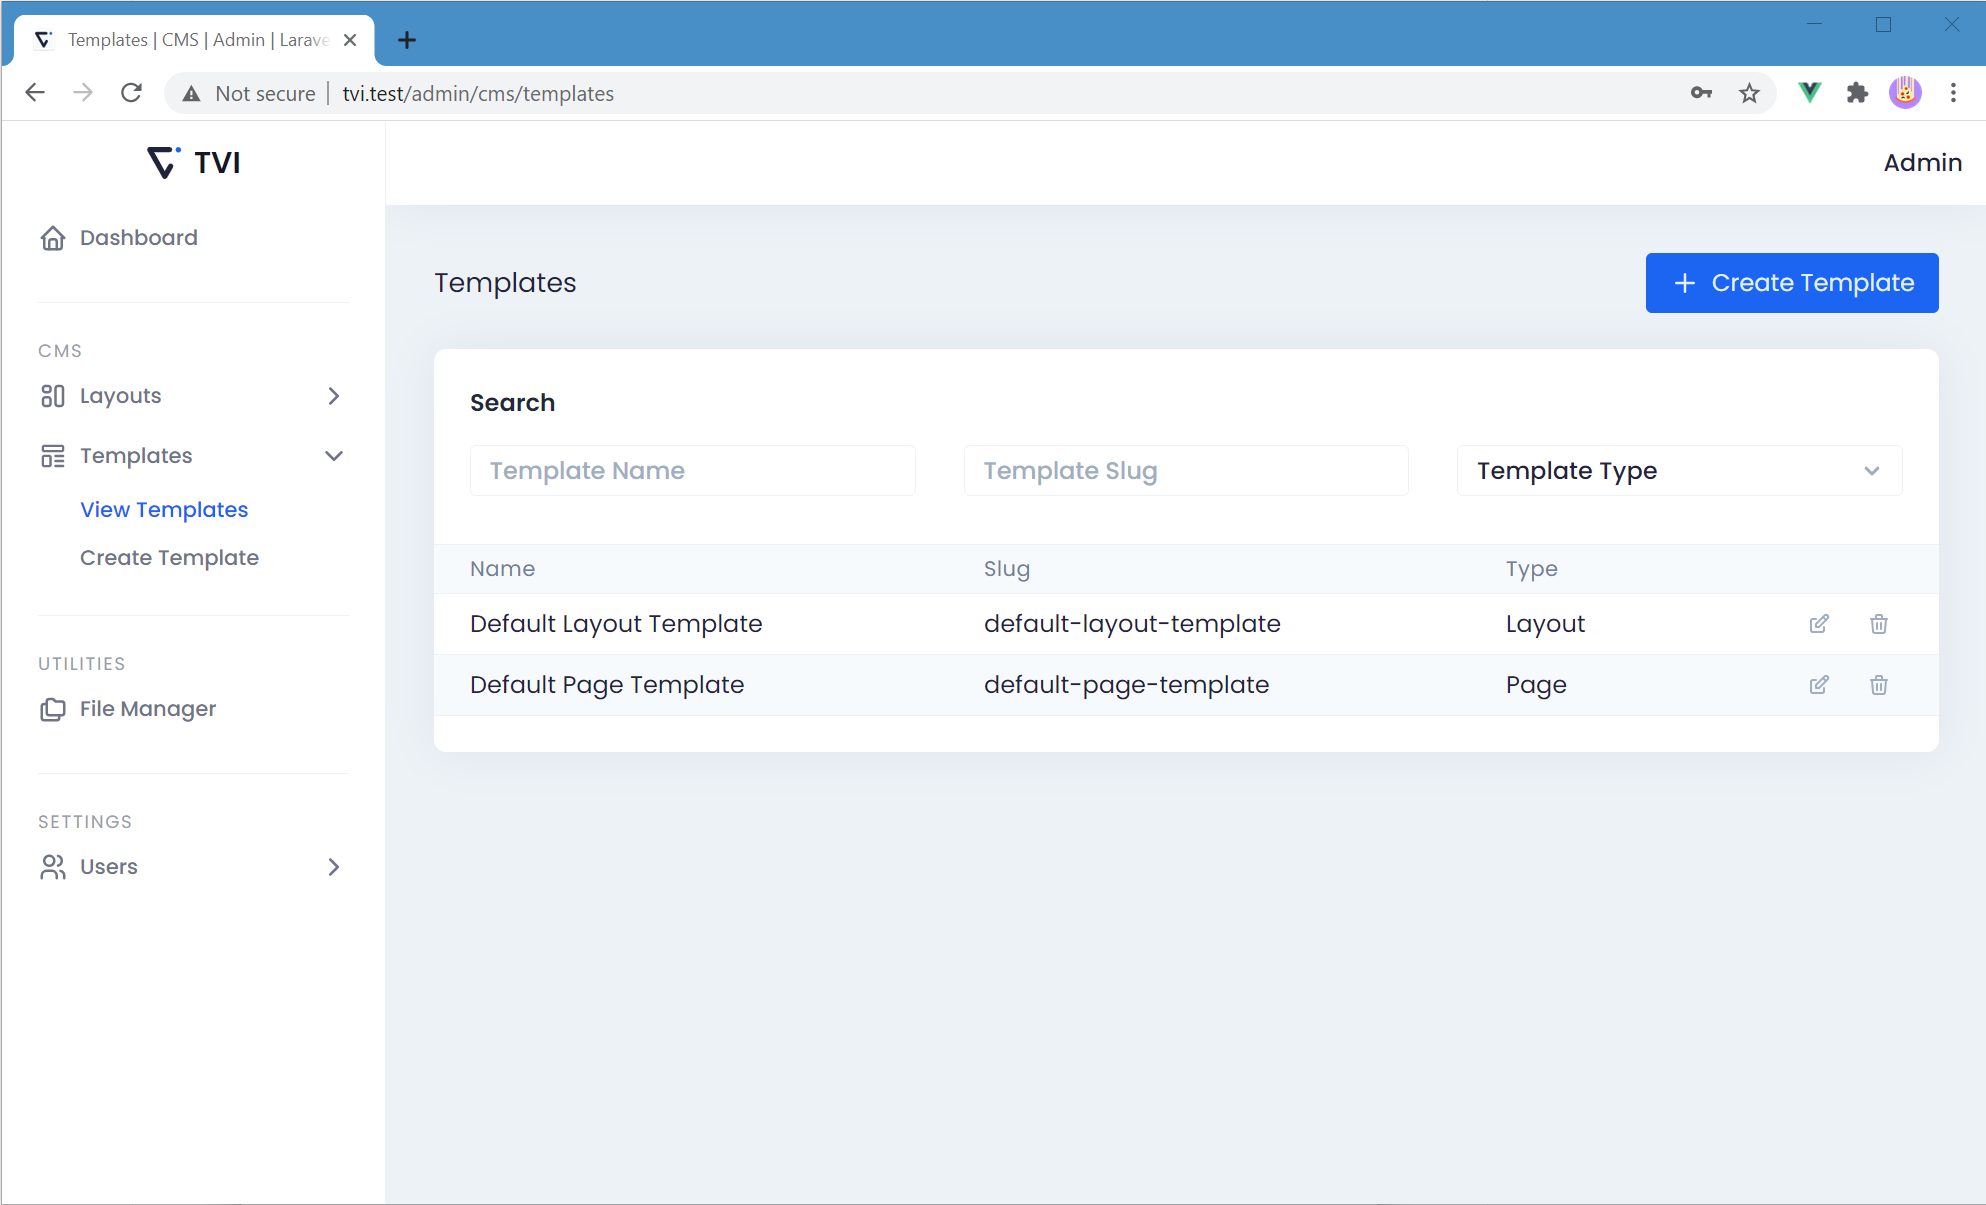 Templates | CMS | Admin | Larave
Not secure
tvi.test/admin/cms/templates
TVI
Admin
Dashboard
CMS
Layouts
Templates
View Templates
Create Template
UTILITIES
File Manager
SETTINGS
Users
Templates
Create Template
Search
Template Name
Template Slug
Template Type
Name Slug Type
Default Layout Template default-layout-template Layout
Default Page Template default-page-template Page